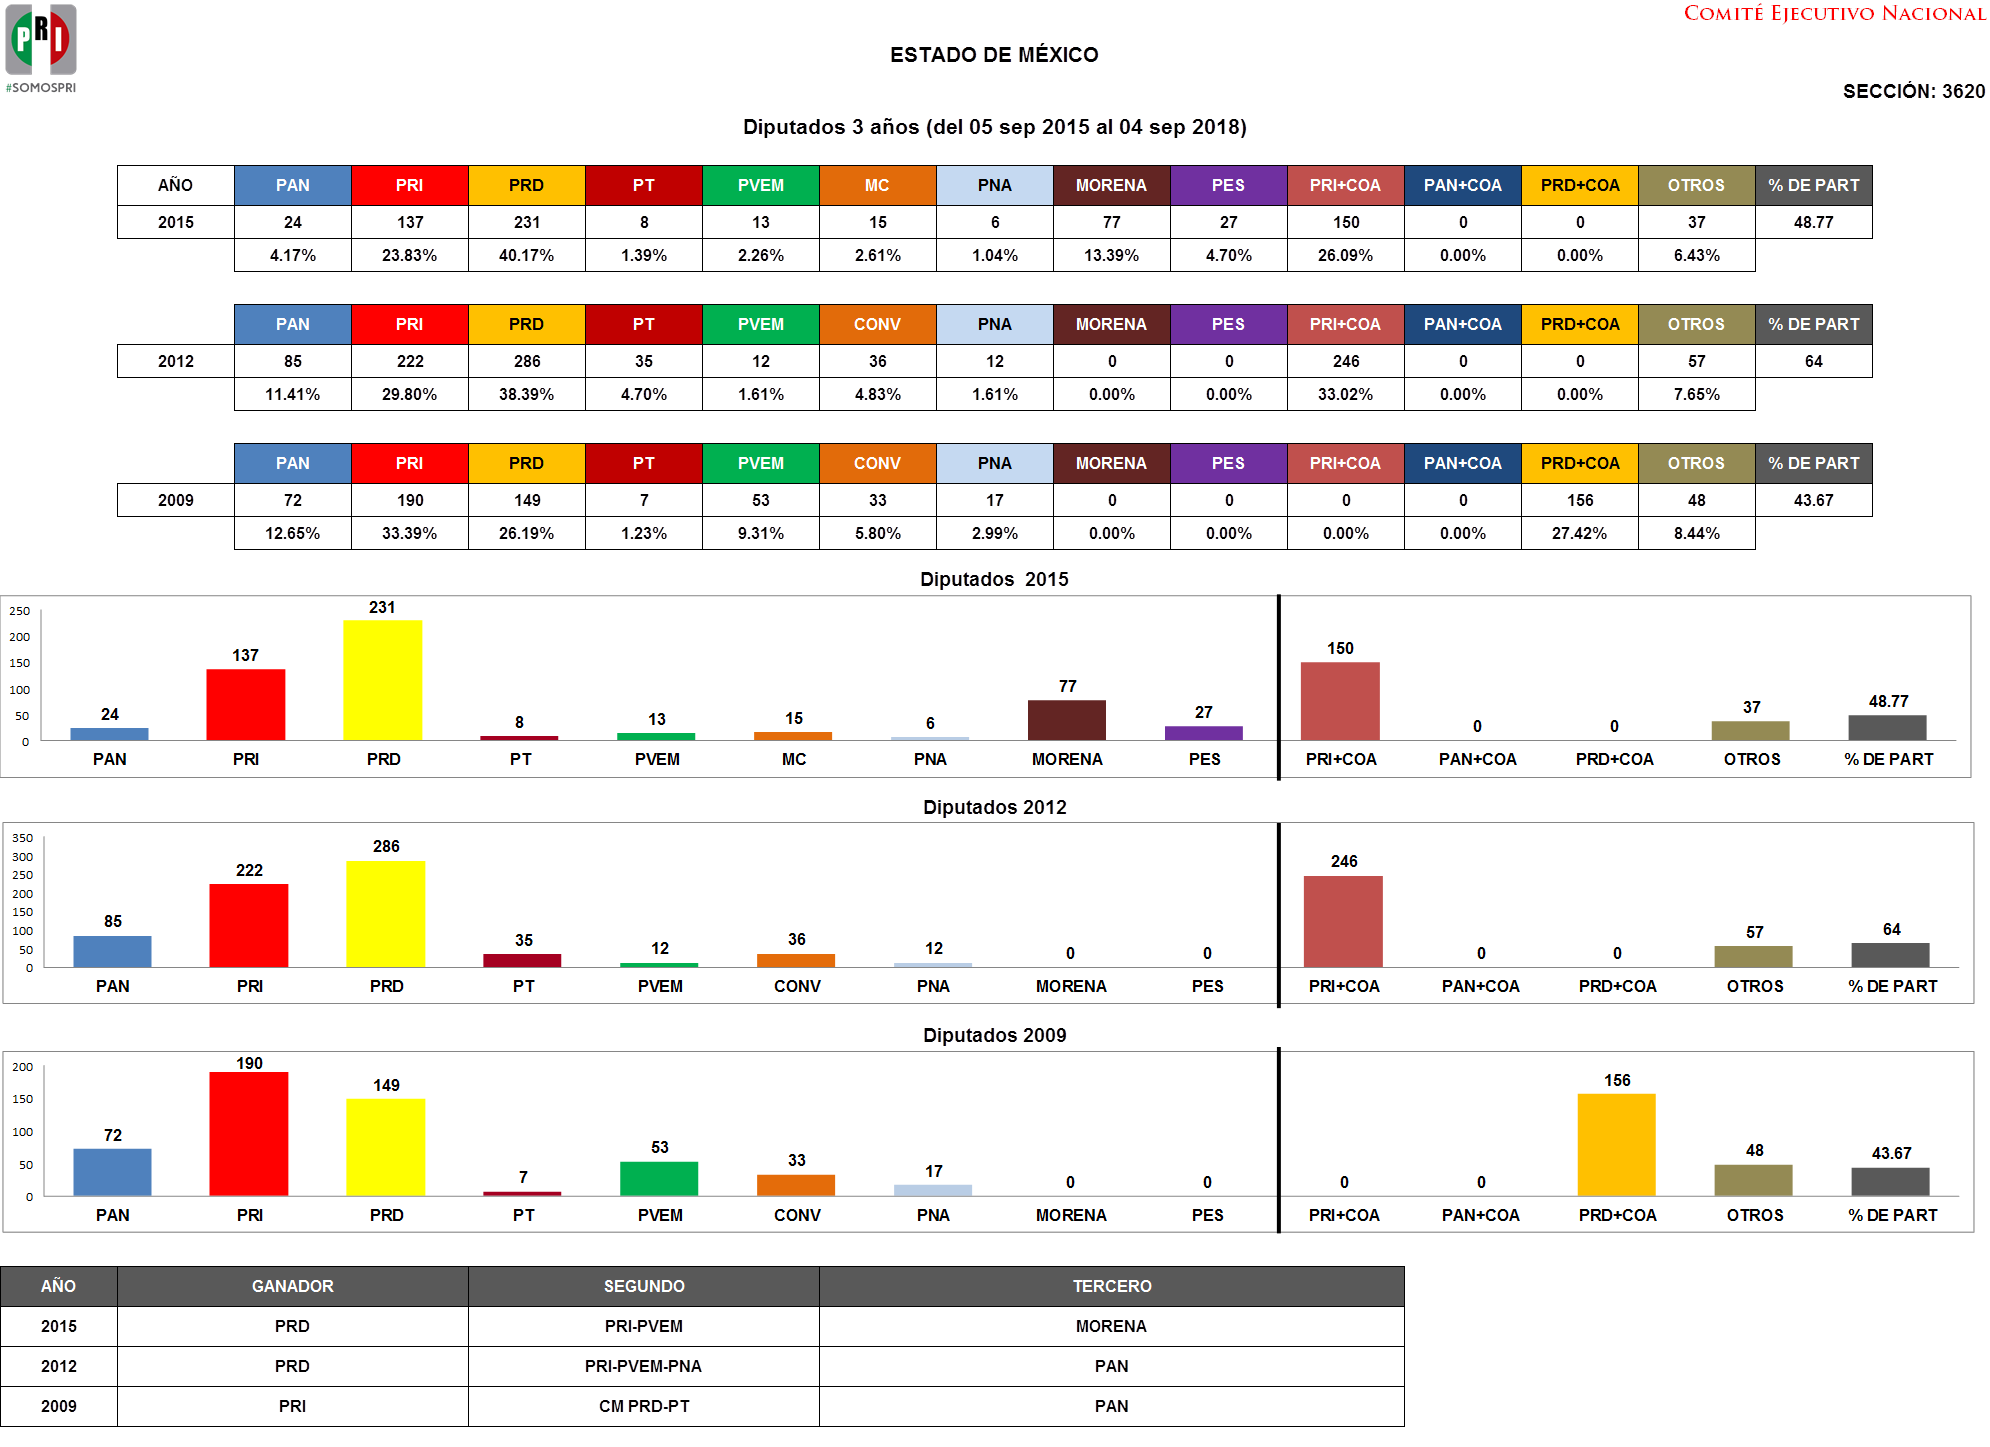 PRI
#SOMOSPRI
COMITÉ EJECUTIVO NACIONAL
ESTADO DE MÉXICO
SECCIÓN: 3620
Diputados 3 años (del 05 sep 2015 al 04 sep 2018)
AÑO PAN PRI PRD PT PVEM MC PNA MORENA PES PRI+COA PAN+COA PRD+COA OTROS % DE PART
2015 24 137 231 8 13 15 6 77 27 150 0 0 37 48.77
4.17% 23.83% 40.17% 1.39% 2.26% 2.61% 1.04% 13.39% 4.70% 26.09% 0.00% 0.00% 6.43%
PAN PRI PRD PT PVEM CONV PNA MORENA PES PRI+COA PAN+COA PRD+COA OTROS % DE PART
2012 85 222 286 35 12 36 12 0 0 246 0 0 57 64
11.41% 29.80% 38.39% 4.70% 1.61% 4.83% 1.61% 0.00% 0.00% 33.02% 0.00% 0.00% 7.65%
PAN PRI PRD PT PVEM CONV PNA MORENA PES PRI+COA PAN+COA PRD+COA OTROS % DE PART
2009 72 190 149 7 53 33 17 0 0 0 0 156 48 43.67
12.65% 33.39% 26.19% 1.23% 9.31% 5.80% 2.99% 0.00% 0.00% 0.00% 0.00% 27.42% 8.44%
Diputados 2015
250
200
150
100
50
0
24 137 231 8 13 15 6 77 27 150 0 0 37 48.77
PAN PRI PRD PT PVEM MC PNA MORENA PES PRI+COA PAN+COA PRD+COA OTROS % DE PART
Diputados 2012
350
300
250
200
150
100
50
0
85 222 286 35 12 36 12 0 0 246 0 0 57 64
PAN PRI PRD PT PVEM CONV PNA MORENA PES PRI+COA PAN+COA PRD+COA OTROS % DE PART
Diputados 2009
200
150
100
50
0
72 190 149 7 53 33 17 0 0 0 0 156 48 43.67
PAN PRI PRD PT PVEM CONV PNA MORENA PES PRI+COA PAN+COA PRD+COA OTROS % DE PART
AÑO GANADOR SEGUNDO TERCERO
2015 PRD PRI-PVEM MORENA
2012 PRD PRI-PVEM-PNA PAN
2009 PRI CM PRD-PT PAN